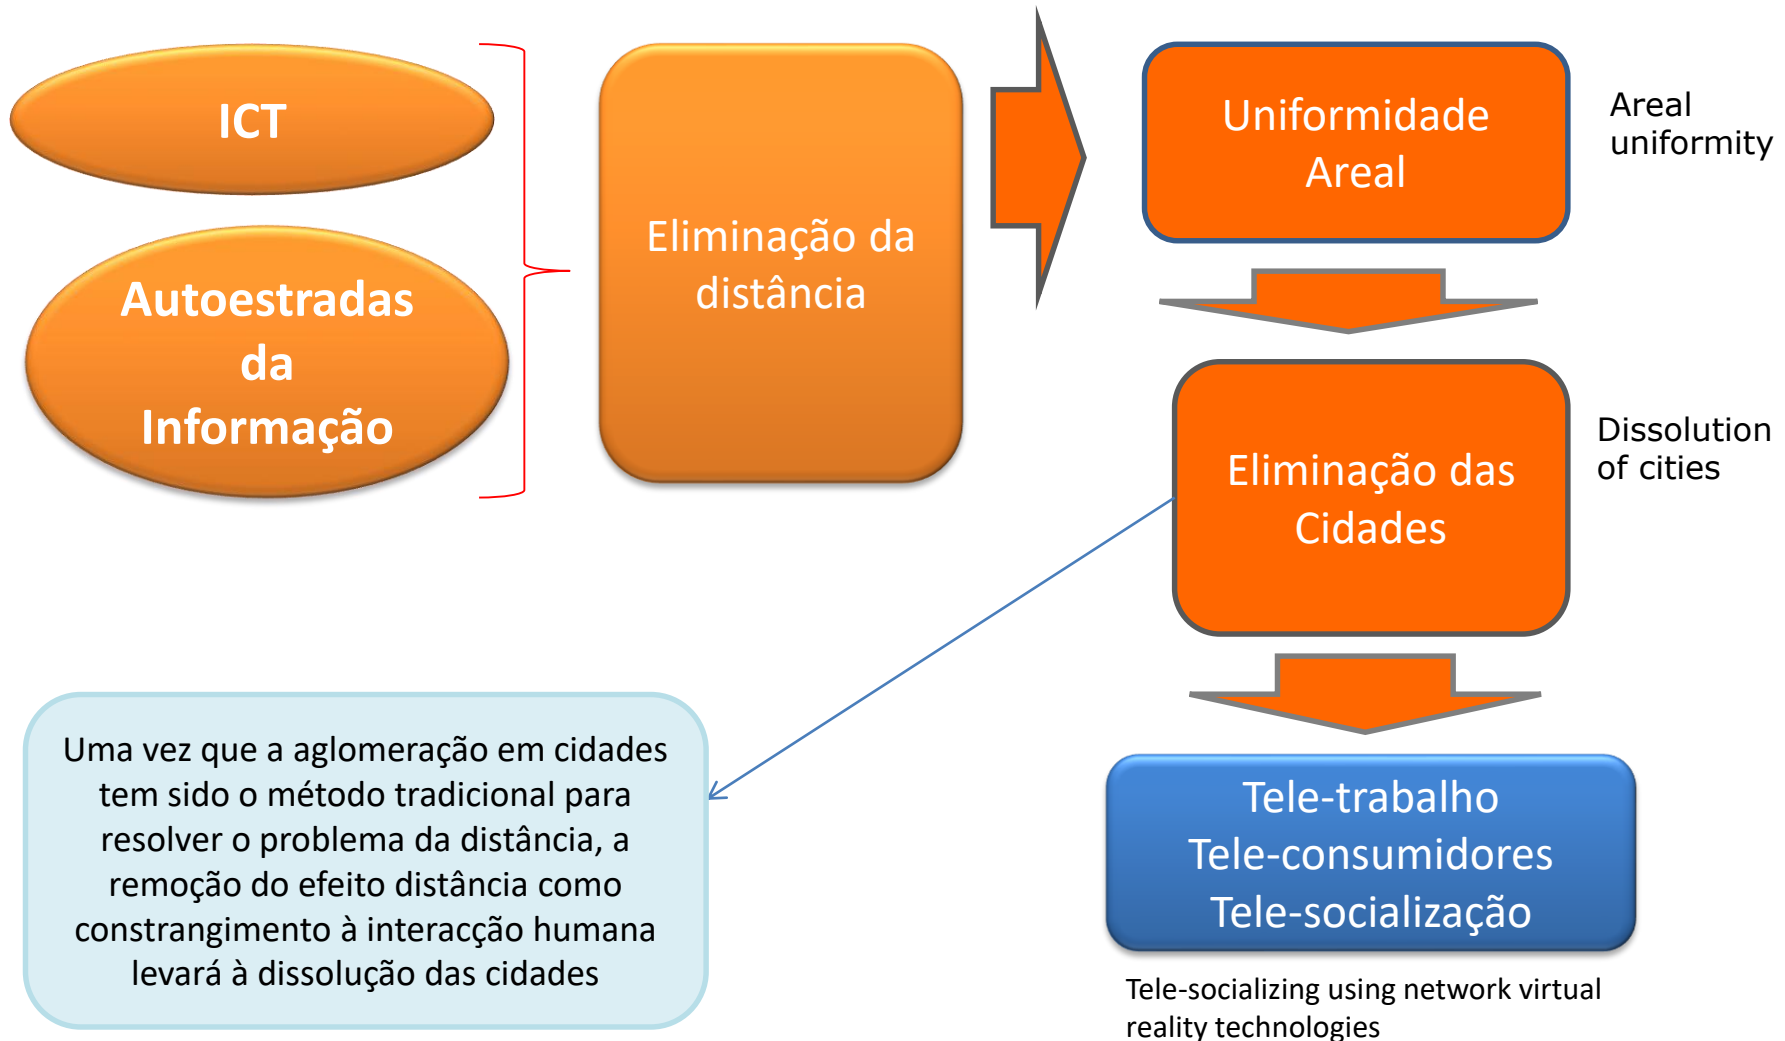 ICT
Autoestradas
da
Informação
Eliminação da
distância
Uniformidade
Areal
Areal
uniformity
Eliminação das
Cidades
Dissolution
of cities
Uma vez que a aglomeração em cidades
tem sido o método tradicional para
resolver o problema da distância, a
remoção do efeito distância como
constrangimento à interacção humana
levará à dissolução das cidades
Tele-trabalho
Tele-consumidores
Tele-socialização
Tele-socializing using network virtual
reality technologies